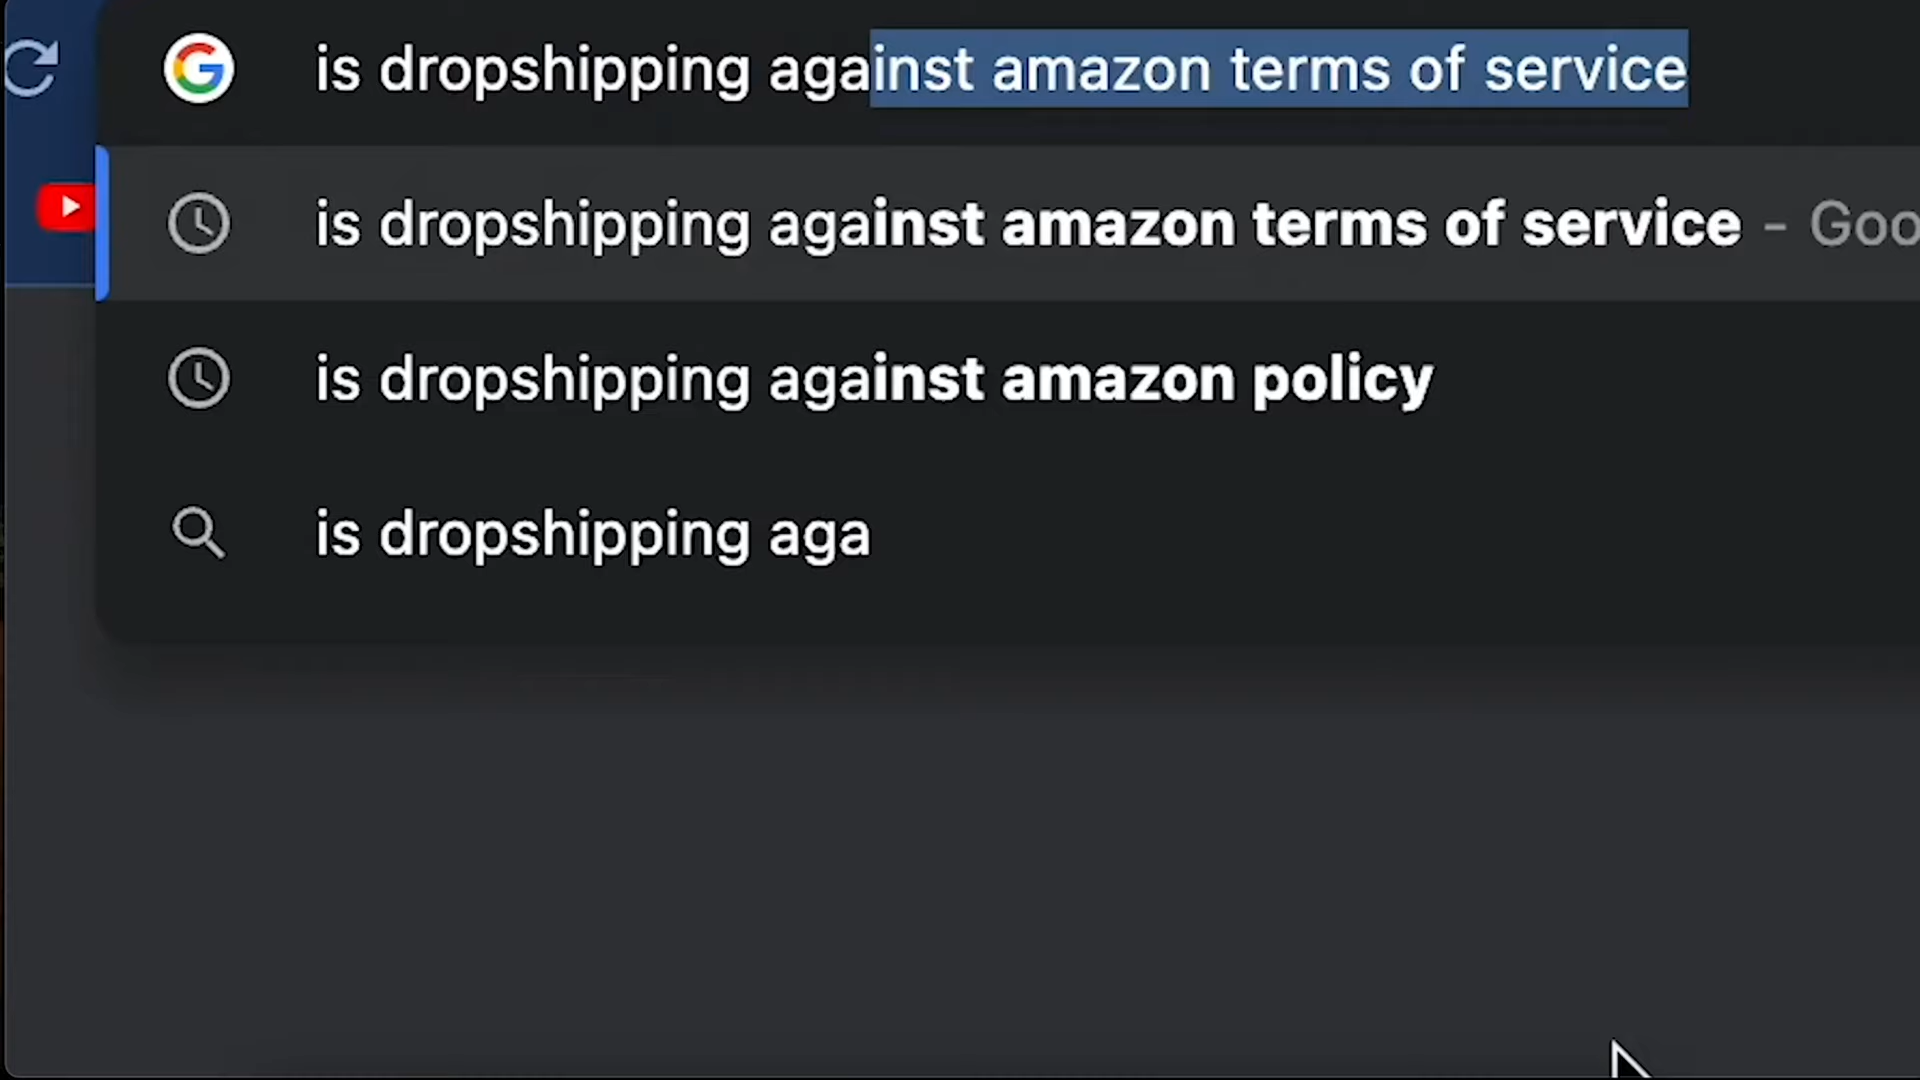 is dropshipping against amazon terms of service
is dropshipping against amazon terms of service - Goo
is dropshipping against amazon policy
is dropshipping aga